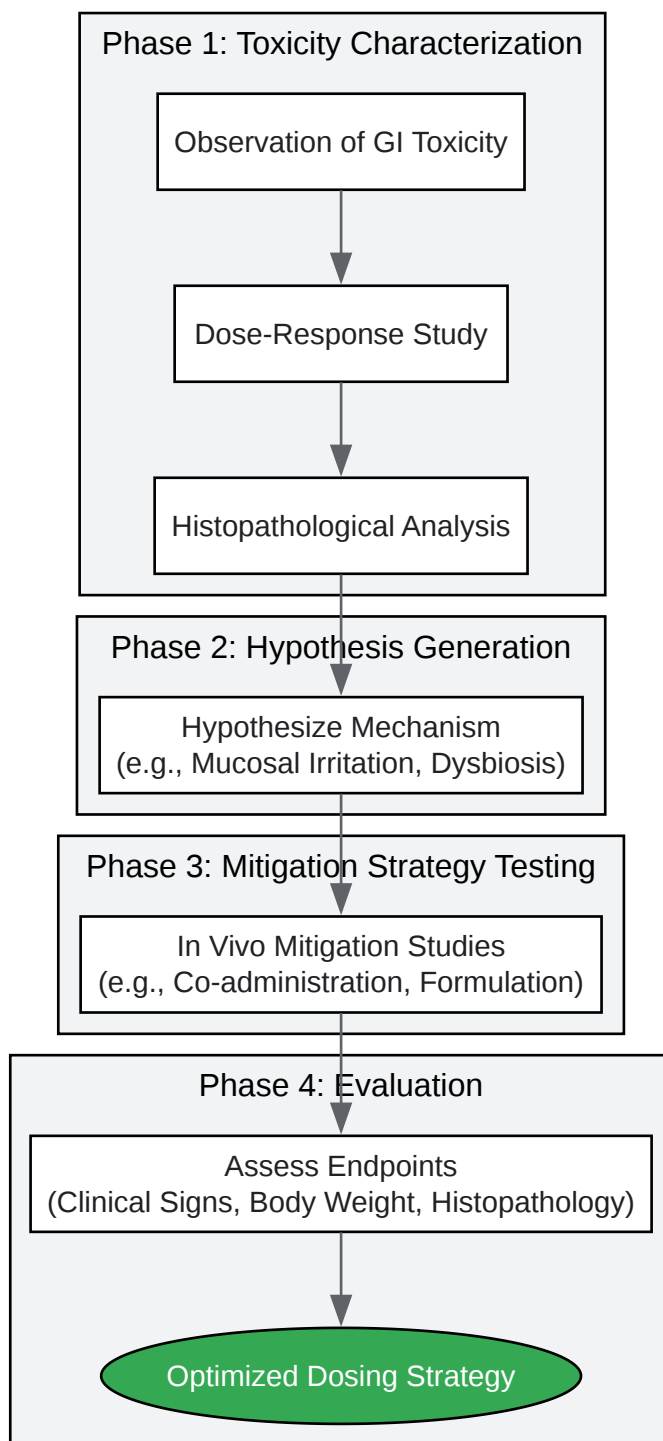 Phase 1: Toxicity Characterization
Observation of GI Toxicity
Dose-Response Study
Histopathological Analysis
Phase 2: Hypothesis Generation
Hypothesize Mechanism
(e.g., Mucosal Irritation, Dysbiosis)
Phase 3: Mitigation Strategy Testing
In Vivo Mitigation Studies
(e.g., Co-administration, Formulation)
Phase 4: Evaluation
Assess Endpoints
(Clinical Signs, Body Weight, Histopathology)
Optimized Dosing Strategy